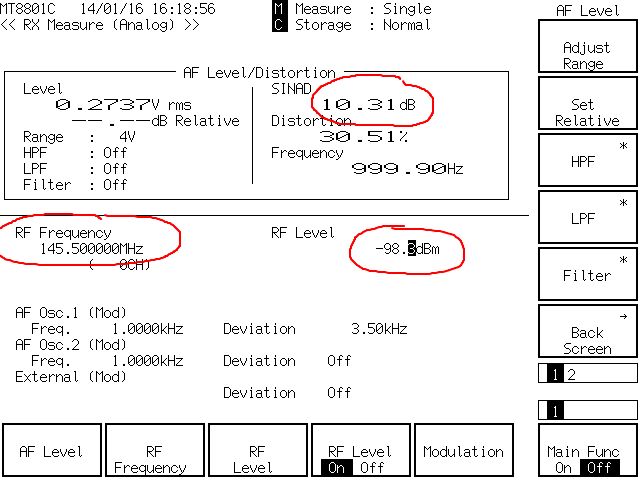 MT8801C 14/01/16 16:18:56 M Measure : Single
<< RX Measure (Analog) >> C Storage : Normal
AF Level
Adjust
Range
AF Level/Distortion
Level
0.2737V rms
---.--dB Relative
Range : 4V
HPF : Off
LPF : Off
Filter : Off
SINAD
10.31dB
Distortion
30.51%
Frequency
999.90Hz
Set
Relative
HPF *
LPF *
Filter *
RF Frequency
145.500000MHz
( 0CH)
RF Level
-98.3dBm
AF Osc.1 (Mod)
Freq. 1.0000kHz Deviation 3.50kHz
AF Osc.2 (Mod)
Freq. 1.0000kHz Deviation Off
External (Mod)
Deviation Off
→
Back
Screen
1 2
1
AF Level
RF
Frequency
RF
Level
RF Level
On Off
Modulation
Main Func
On Off